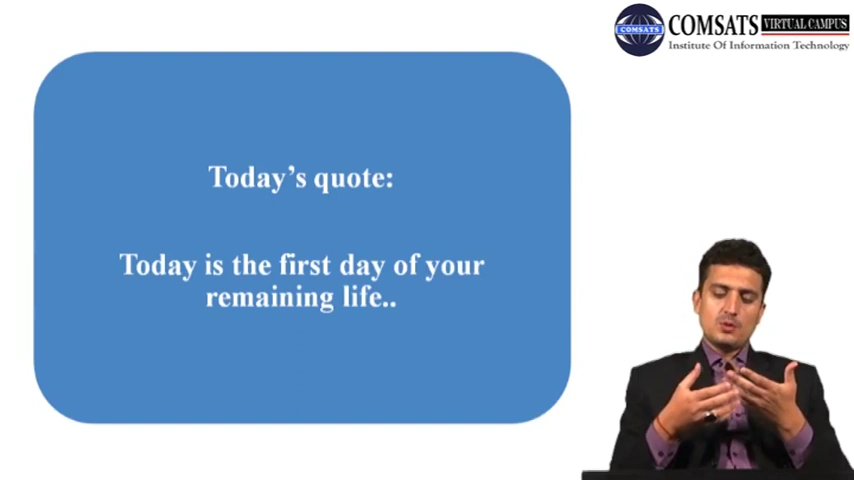 COMSATS VIRTUAL CAMPUS
COMSATS
Institute Of Information Technology
Today’s quote:
Today is the first day of your
remaining life..